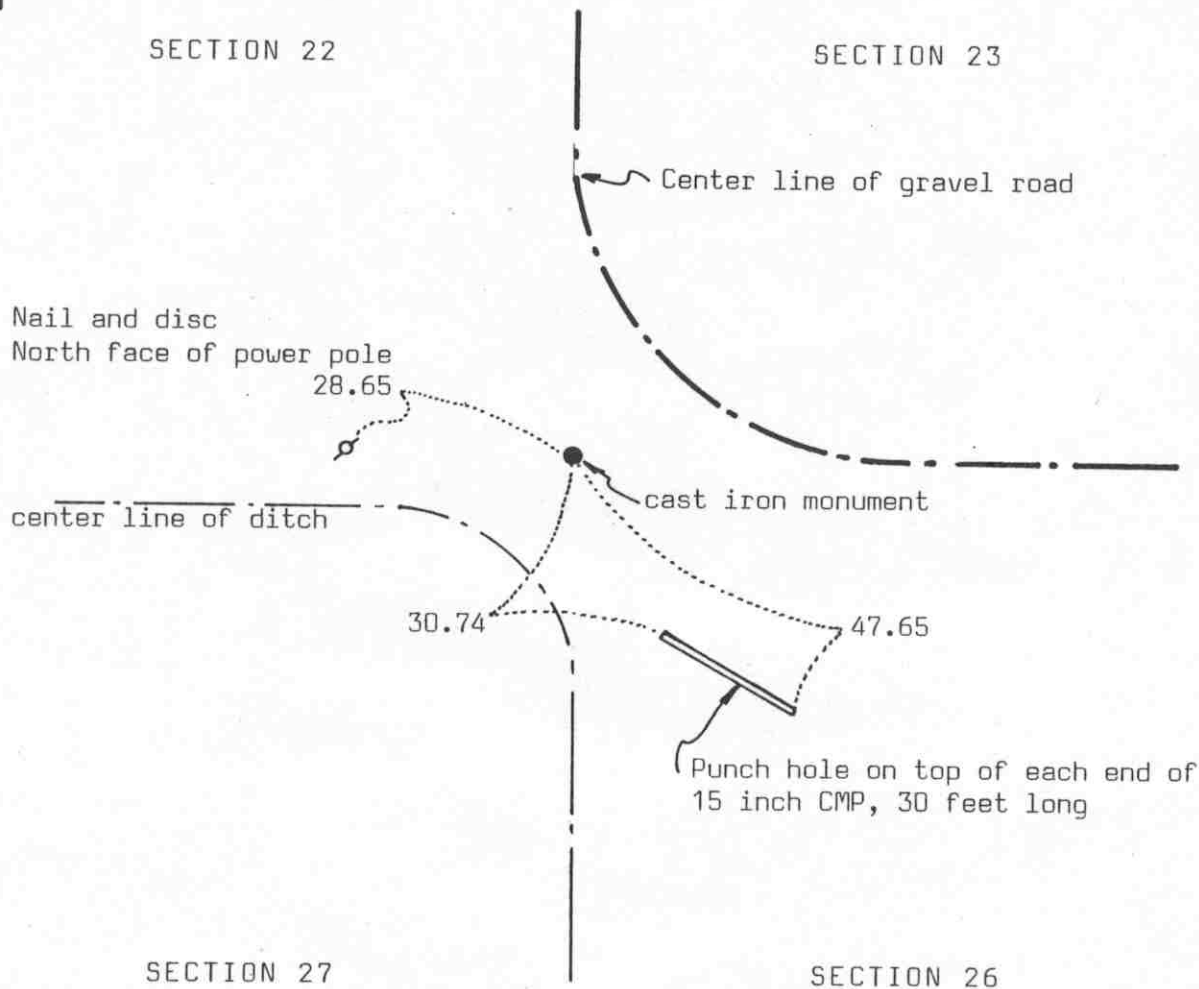 SECTION 22
SECTION 23
Center line of gravel road
Nail and disc
North face of power pole
28.65
cast iron monument
center line of ditch
30.74
47.65
Punch hole on top of each end of
15 inch CMP, 30 feet long
SECTION 27
SECTION 26